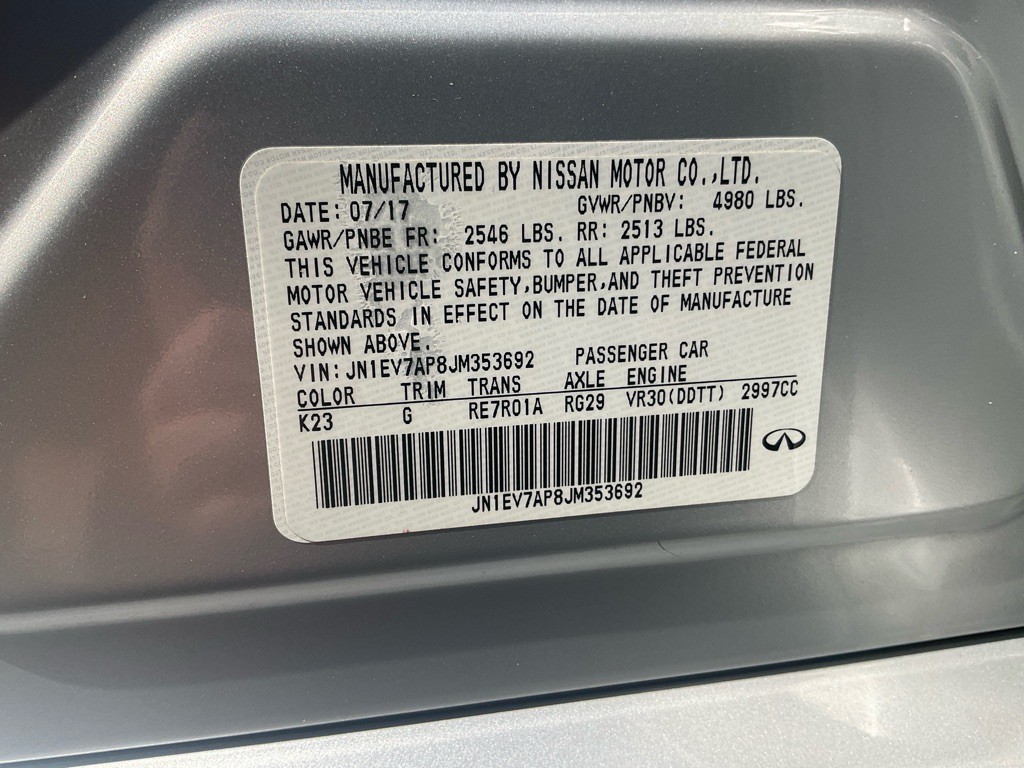 MANUFACTURED BY NISSAN MOTOR CO.,LTD.
DATE: 07/17 GVWR/PNBV: 4980 LBS.
GAWR/PNBE FR: 2546 LBS. RR: 2513 LBS.
THIS VEHICLE CONFORMS TO ALL APPLICABLE FEDERAL
MOTOR VEHICLE SAFETY,BUMPER,AND THEFT PREVENTION
STANDARDS IN EFFECT ON THE DATE OF MANUFACTURE
SHOWN ABOVE.
VIN:JN1EV7AP8JM353692 PASSENGER CAR
COLOR TRIM TRANS AXLE ENGINE
K23 G RE7R01A RG29 VR30(DDTT) 2997CC
JN1EV7AP8JM353692